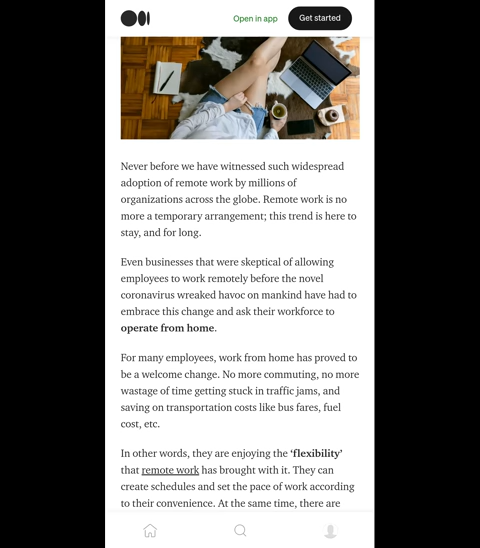 Open in app
Get started
Never before we have witnessed such widespread
adoption of remote work by millions of
organizations across the globe. Remote work is no
more a temporary arrangement; this trend is here to
stay, and for long.
Even businesses that were skeptical of allowing
employees to work remotely before the novel
coronavirus wreaked havoc on mankind have had to
embrace this change and ask their workforce to
operate from home.
For many employees, work from home has proved to
be a welcome change. No more commuting, no more
wastage of time getting stuck in traffic jams, and
saving on transportation costs like bus fares, fuel
cost, etc.
In other words, they are enjoying the ‘flexibility’
that remote work has brought with it. They can
create schedules and set the pace of work according
to their convenience. At the same time, there are